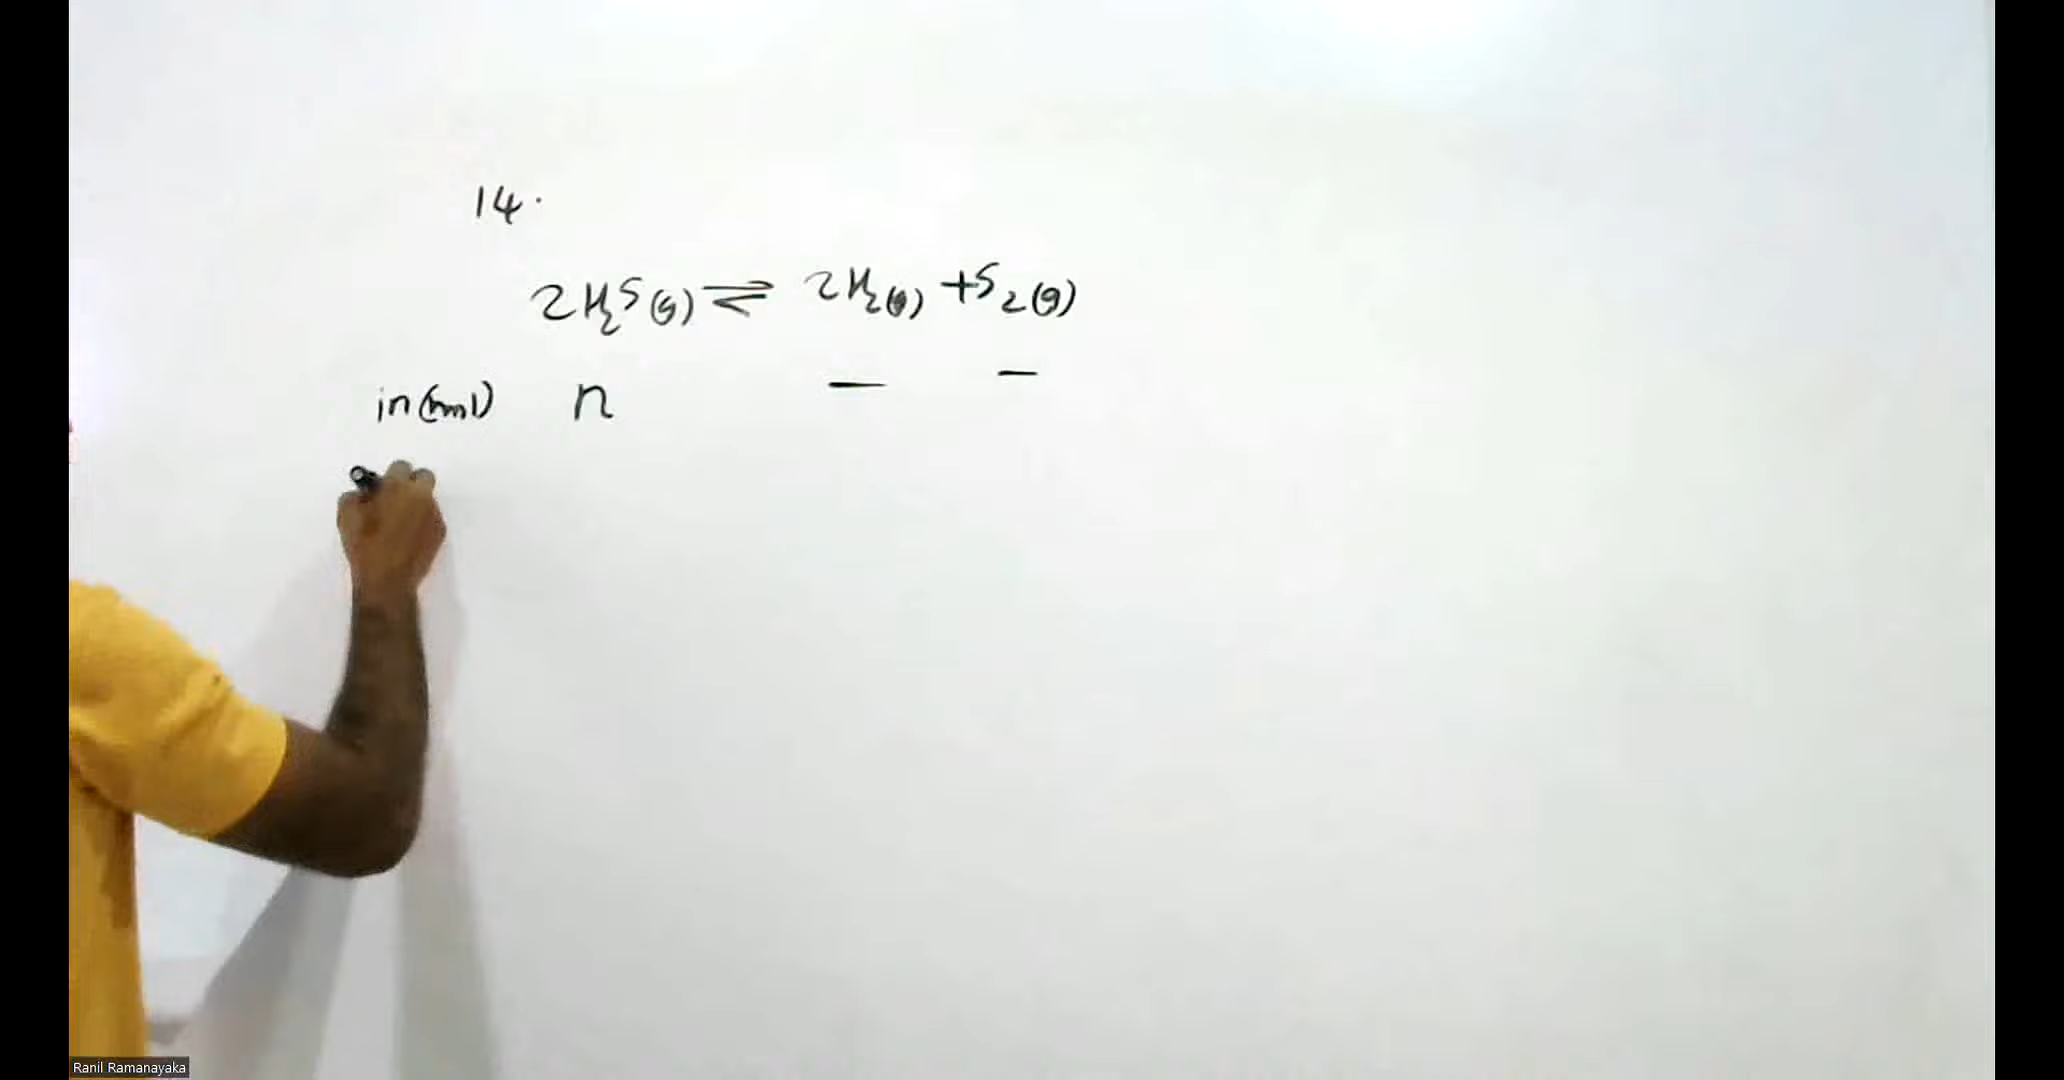 14.
2H₂S(g) ⇌ 2H₂(g) + S₂(g)
in (mol) n — —
Ranil Ramanayaka